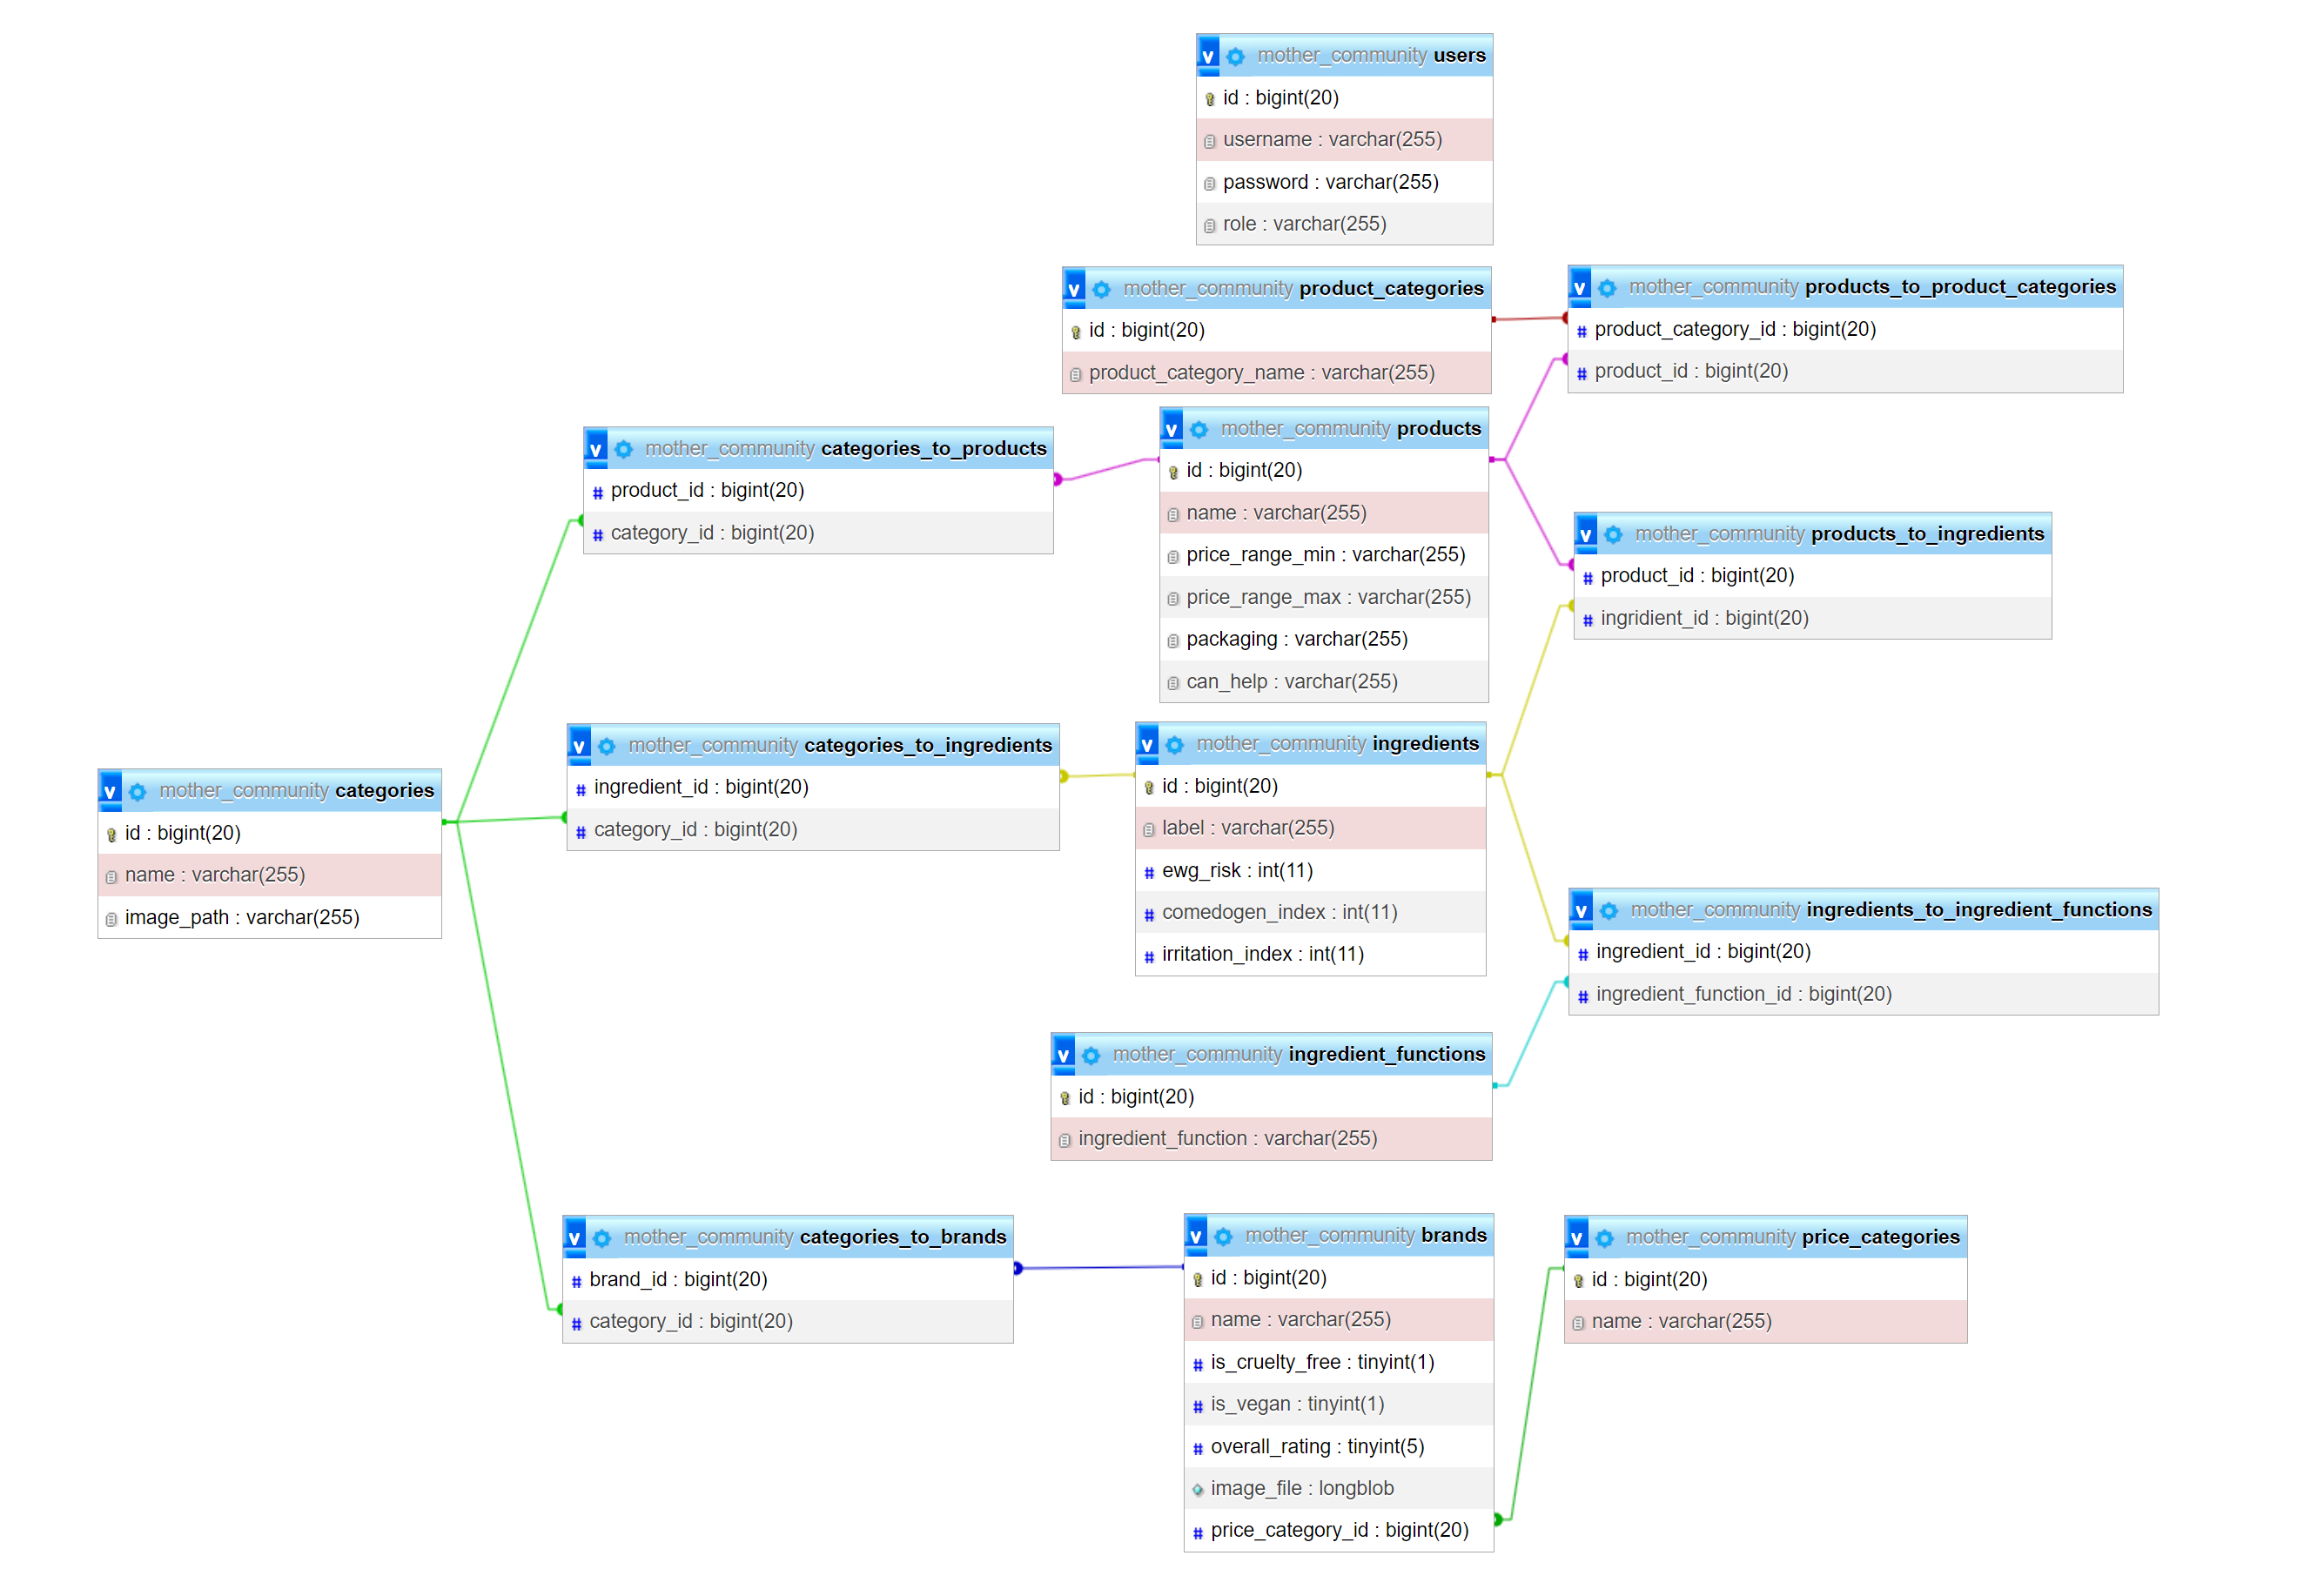 v mother_community users
id : bigint(20)
username : varchar(255)
password : varchar(255)
role : varchar(255)
v mother_community product_categories
id : bigint(20)
product_category_name : varchar(255)
v mother_community products_to_product_categories
# product_category_id : bigint(20)
# product_id : bigint(20)
v mother_community categories_to_products
# product_id : bigint(20)
# category_id : bigint(20)
v mother_community products
id : bigint(20)
name : varchar(255)
price_range_min : varchar(255)
price_range_max : varchar(255)
packaging : varchar(255)
can_help : varchar(255)
v mother_community products_to_ingredients
# product_id : bigint(20)
# ingridient_id : bigint(20)
v mother_community categories
id : bigint(20)
name : varchar(255)
image_path : varchar(255)
v mother_community categories_to_ingredients
# ingredient_id : bigint(20)
# category_id : bigint(20)
v mother_community ingredients
id : bigint(20)
label : varchar(255)
# ewg_risk : int(11)
# comedogen_index : int(11)
# irritation_index : int(11)
v mother_community ingredients_to_ingredient_functions
# ingredient_id : bigint(20)
# ingredient_function_id : bigint(20)
v mother_community ingredient_functions
id : bigint(20)
ingredient_function : varchar(255)
v mother_community categories_to_brands
# brand_id : bigint(20)
# category_id : bigint(20)
v mother_community brands
id : bigint(20)
name : varchar(255)
# is_cruelty_free : tinyint(1)
# is_vegan : tinyint(1)
# overall_rating : tinyint(5)
image_file : longblob
# price_category_id : bigint(20)
v mother_community price_categories
id : bigint(20)
name : varchar(255)